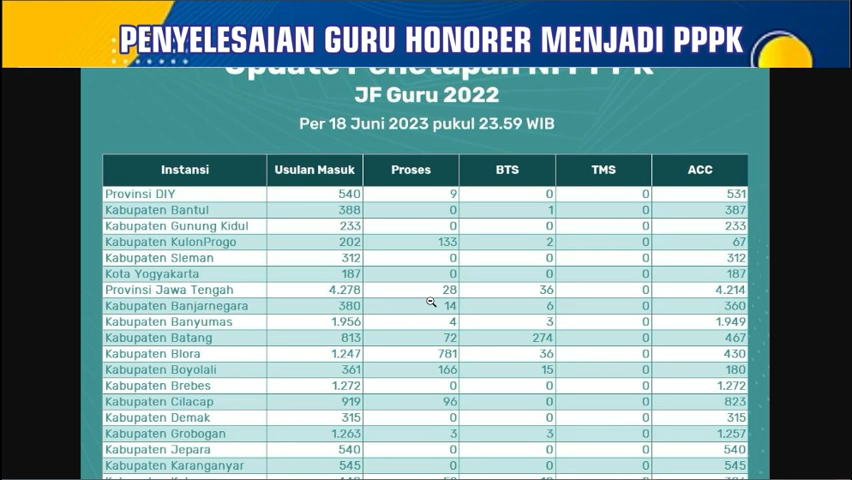 PENYELESAIAN GURU HONORER MENJADI PPPK
Update Penetapan NI PPPK
JF Guru 2022
Per 18 Juni 2023 pukul 23.59 WIB
Instansi Usulan Masuk Proses BTS TMS ACC
Provinsi DIY 540 9 0 0 531
Kabupaten Bantul 388 0 1 0 387
Kabupaten Gunung Kidul 233 0 0 0 233
Kabupaten KulonProgo 202 133 2 0 67
Kabupaten Sleman 312 0 0 0 312
Kota Yogyakarta 187 0 0 0 187
Provinsi Jawa Tengah 4.278 28 36 0 4.214
Kabupaten Banjarnegara 380 14 6 0 360
Kabupaten Banyumas 1.956 4 3 0 1.949
Kabupaten Batang 813 72 274 0 467
Kabupaten Blora 1.247 781 36 0 430
Kabupaten Boyolali 361 166 15 0 180
Kabupaten Brebes 1.272 0 0 0 1.272
Kabupaten Cilacap 919 96 0 0 823
Kabupaten Demak 315 0 0 0 315
Kabupaten Grobogan 1.263 3 3 0 1.257
Kabupaten Jepara 540 0 0 0 540
Kabupaten Karanganyar 545 0 0 0 545